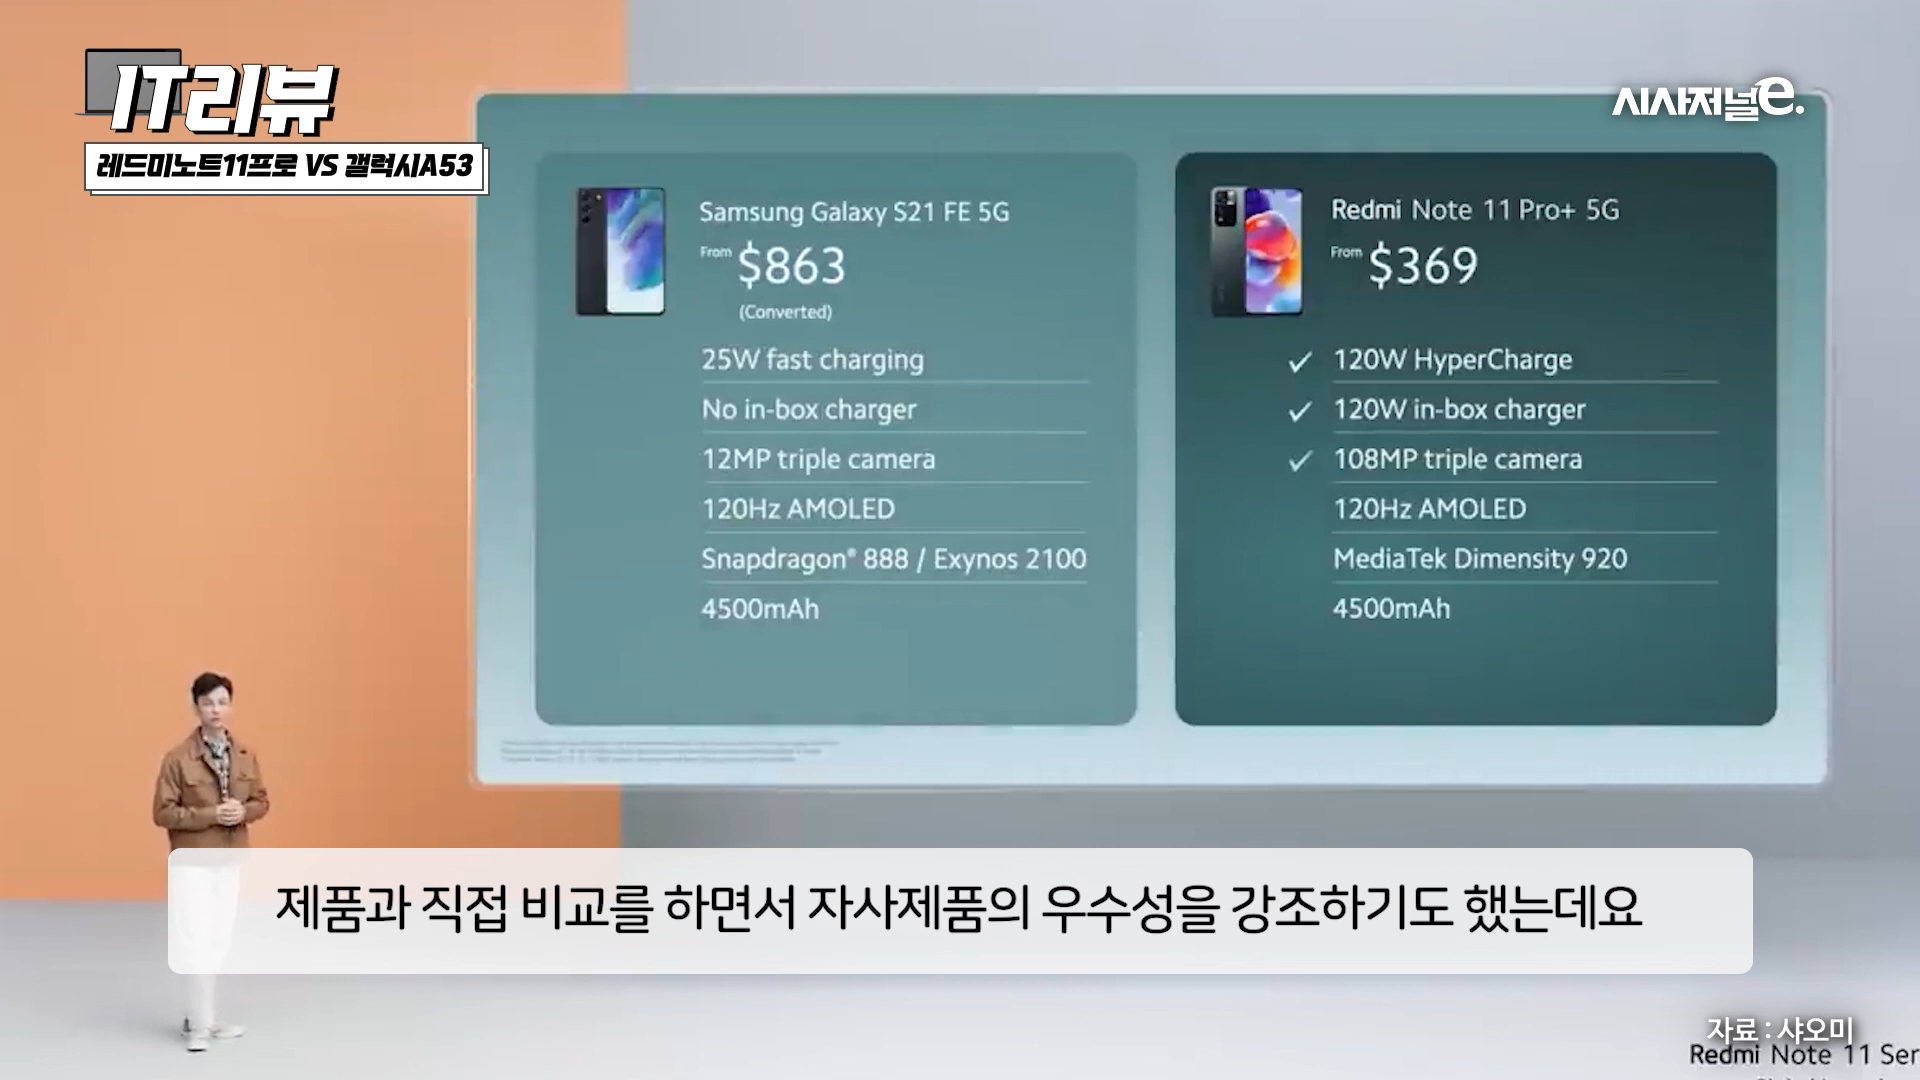 IT리뷰
레드미노트11프로 VS 갤럭시A53
시사저널e.
Samsung Galaxy S21 FE 5G
From $863
(Converted)
25W fast charging
No in-box charger
12MP triple camera
120Hz AMOLED
Snapdragon® 888 / Exynos 2100
4500mAh
Redmi Note 11 Pro+ 5G
From $369
✓ 120W HyperCharge
✓ 120W in-box charger
✓ 108MP triple camera
120Hz AMOLED
MediaTek Dimensity 920
4500mAh
제품과 직접 비교를 하면서 자사제품의 우수성을 강조하기도 했는데요
자료 : 샤오미
Redmi Note 11 Ser